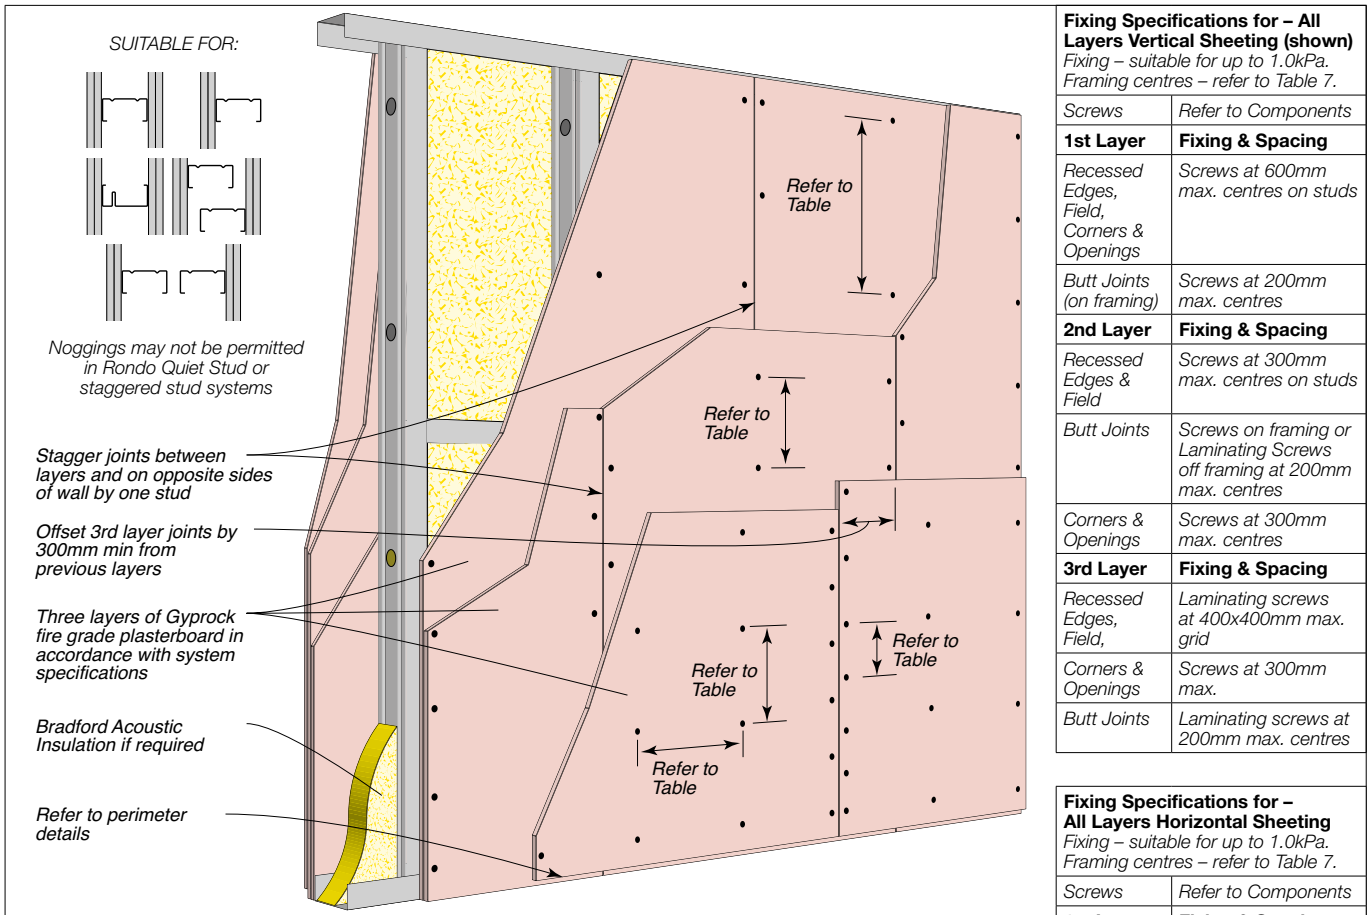 SUITABLE FOR:
Noggings may not be permitted
in Rondo Quiet Stud or
staggered stud systems
Stagger joints between
layers and on opposite sides
of wall by one stud
Offset 3rd layer joints by
300mm min from
previous layers
Three layers of Gyprock
fire grade plasterboard in
accordance with system
specifications
Bradford Acoustic
Insulation if required
Refer to perimeter
details
Refer to
Table
Refer to
Table
Refer to
Table
Refer to
Table
Refer to
Table
Fixing Specifications for – All
Layers Vertical Sheeting (shown)
Fixing – suitable for up to 1.0kPa.
Framing centres – refer to Table 7.
Screws Refer to Components
1st Layer Fixing & Spacing
Recessed Screws at 600mm
Edges, max. centres on studs
Field,
Corners &
Openings
Butt Joints Screws at 200mm
(on framing) max. centres
2nd Layer Fixing & Spacing
Recessed Screws at 300mm
Edges & max. centres on studs
Field
Butt Joints Screws on framing or
Laminating Screws
off framing at 200mm
max. centres
Corners & Screws at 300mm
Openings max. centres
3rd Layer Fixing & Spacing
Recessed Laminating screws
Edges, at 400x400mm max.
Field, grid
Corners & Screws at 300mm
Openings max.
Butt Joints Laminating screws at
200mm max. centres
Fixing Specifications for –
All Layers Horizontal Sheeting
Fixing – suitable for up to 1.0kPa.
Framing centres – refer to Table 7.
Screws Refer to Components